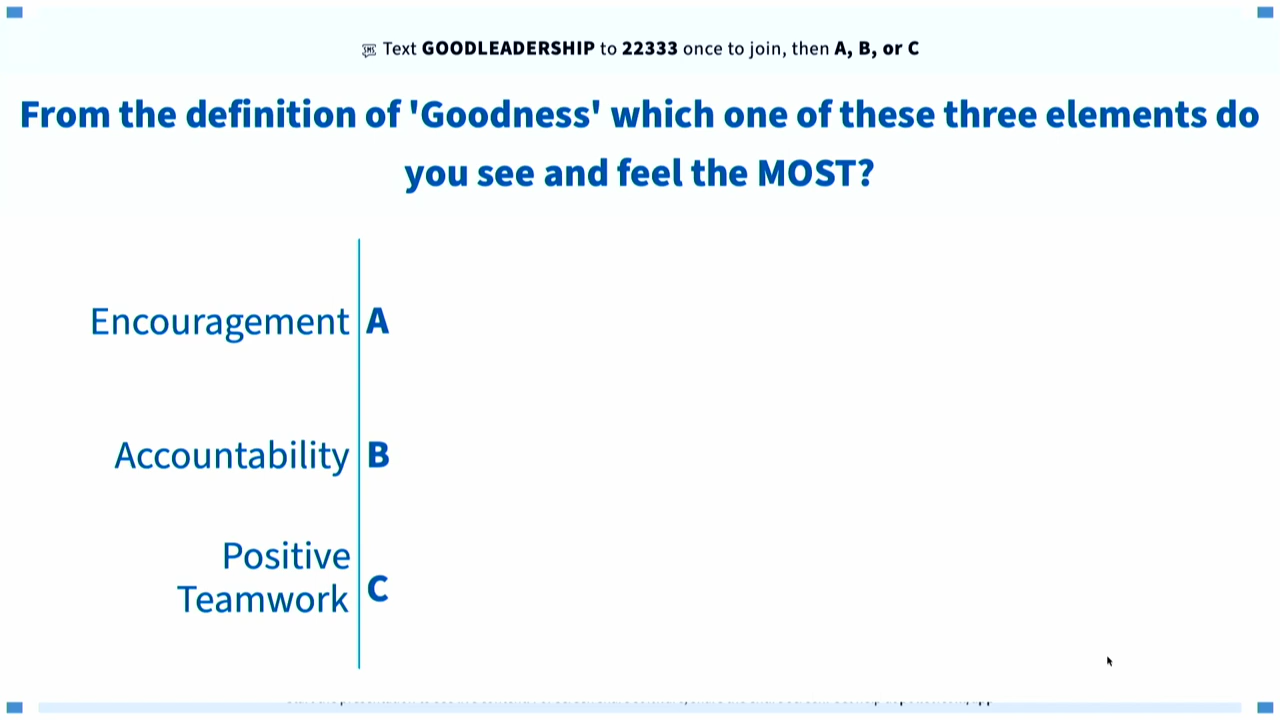 Text GOODLEADERSHIP to 22333 once to join, then A, B, or C
From the definition of 'Goodness' which one of these three elements do
you see and feel the MOST?
Encouragement A
Accountability B
Positive
Teamwork C